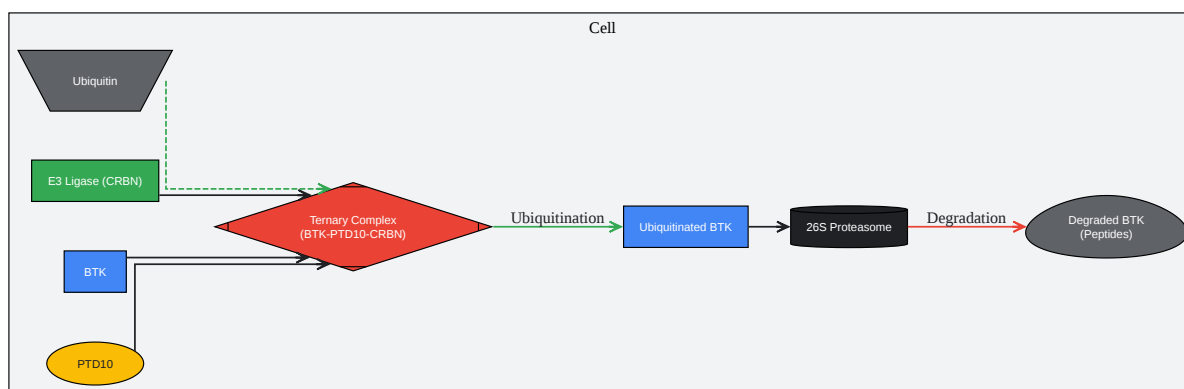 Cell
Ubiquitin
E3 Ligase (CRBN)
Ternary Complex
(BTK-PTD10-CRBN)
Ubiquitination
Ubiquitinated BTK
26S Proteasome
Degradation
Degraded BTK
(Peptides)
BTK
PTD10